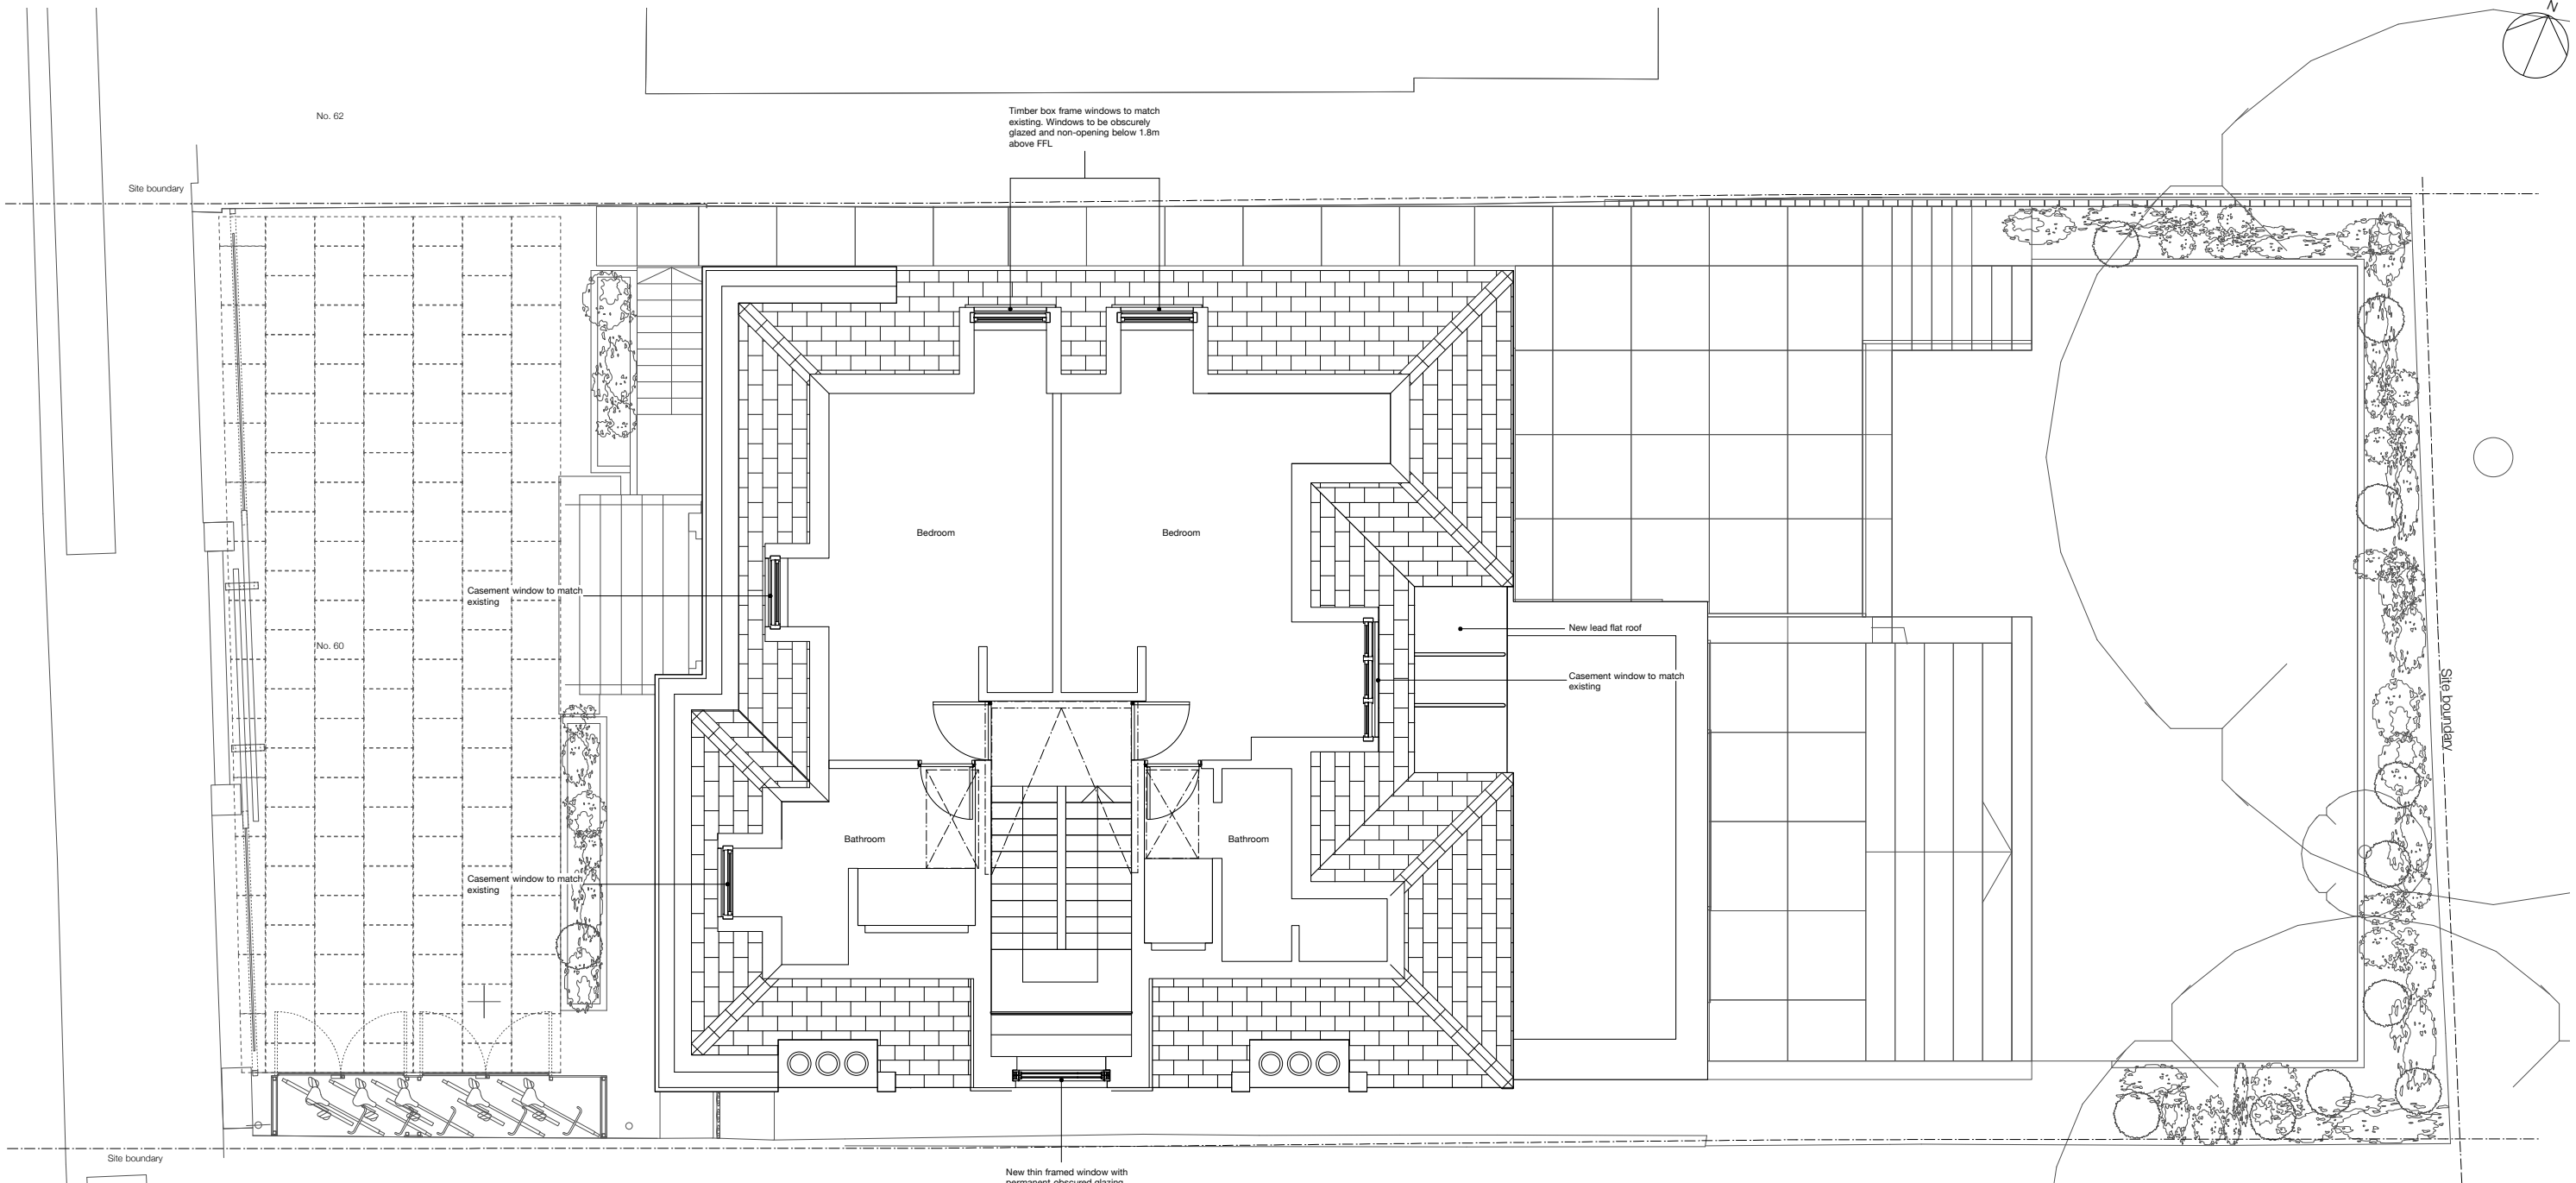 N
No. 62
Timber box frame windows to match
existing. Windows to be obscurely
glazed and non-opening below 1.8m
above FFL
Site boundary
Bedroom
Bedroom
Casement window to match
existing
New lead flat roof
No. 60
Casement window to match
existing
Site boundary
Bathroom
Bathroom
Casement window to match
existing
Site boundary
New thin framed window with
permanent obscured glazing